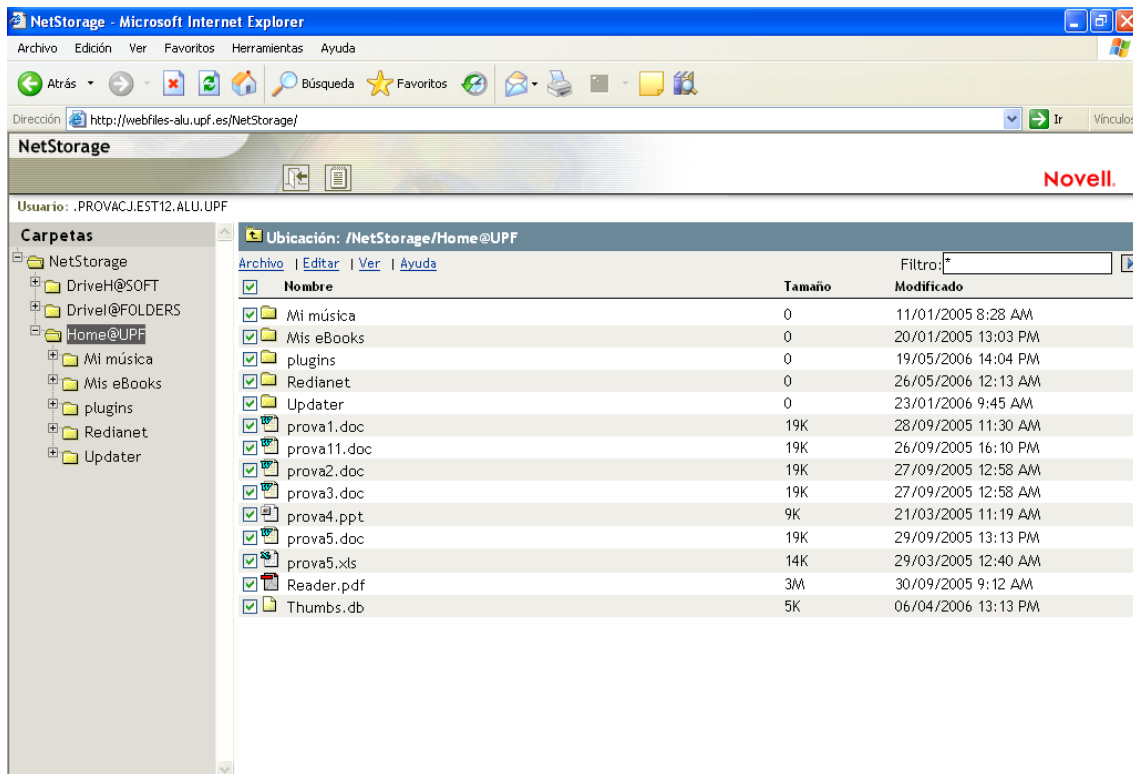 NetStorage - Microsoft Internet Explorer
Archivo Edición Ver Favoritos Herramientas Ayuda
Atrás Búsqueda Favoritos
Dirección http://webfiles-alu.upf.es/NetStorage/ Ir Vínculos
NetStorage
Novell.
Usuario: .PROVACJ.EST12.ALU.UPF
Carpetas
NetStorage
DriveH@SOFT
DriveI@FOLDERS
Home@UPF
Mi música
Mis eBooks
plugins
Redianet
Updater
Ubicación: /NetStorage/Home@UPF
Archivo | Editar | Ver | Ayuda Filtro: *
Nombre Tamaño Modificado
Mi música 0 11/01/2005 8:28 AM
Mis eBooks 0 20/01/2005 13:03 PM
plugins 0 19/05/2006 14:04 PM
Redianet 0 26/05/2006 12:13 AM
Updater 0 23/01/2006 9:45 AM
prova1.doc 19K 28/09/2005 11:30 AM
prova11.doc 19K 26/09/2005 16:10 PM
prova2.doc 19K 27/09/2005 12:58 AM
prova3.doc 19K 27/09/2005 12:58 AM
prova4.ppt 9K 21/03/2005 11:19 AM
prova5.doc 19K 29/09/2005 13:13 PM
prova5.xls 14K 29/03/2005 12:40 AM
Reader.pdf 3M 30/09/2005 9:12 AM
Thumbs.db 5K 06/04/2006 13:13 PM